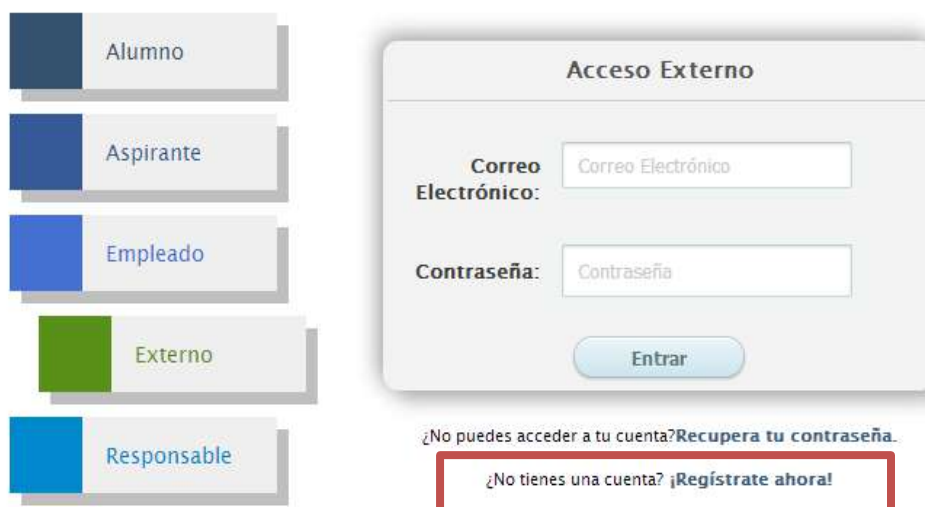 Alumno
Aspirante
Empleado
Externo
Responsable
Acceso Externo
Correo
Electrónico:
Correo Electrónico
Contraseña:
Contraseña
Entrar
¿No puedes acceder a tu cuenta?Recupera tu contraseña.
¿No tienes una cuenta? ¡Regístrate ahora!